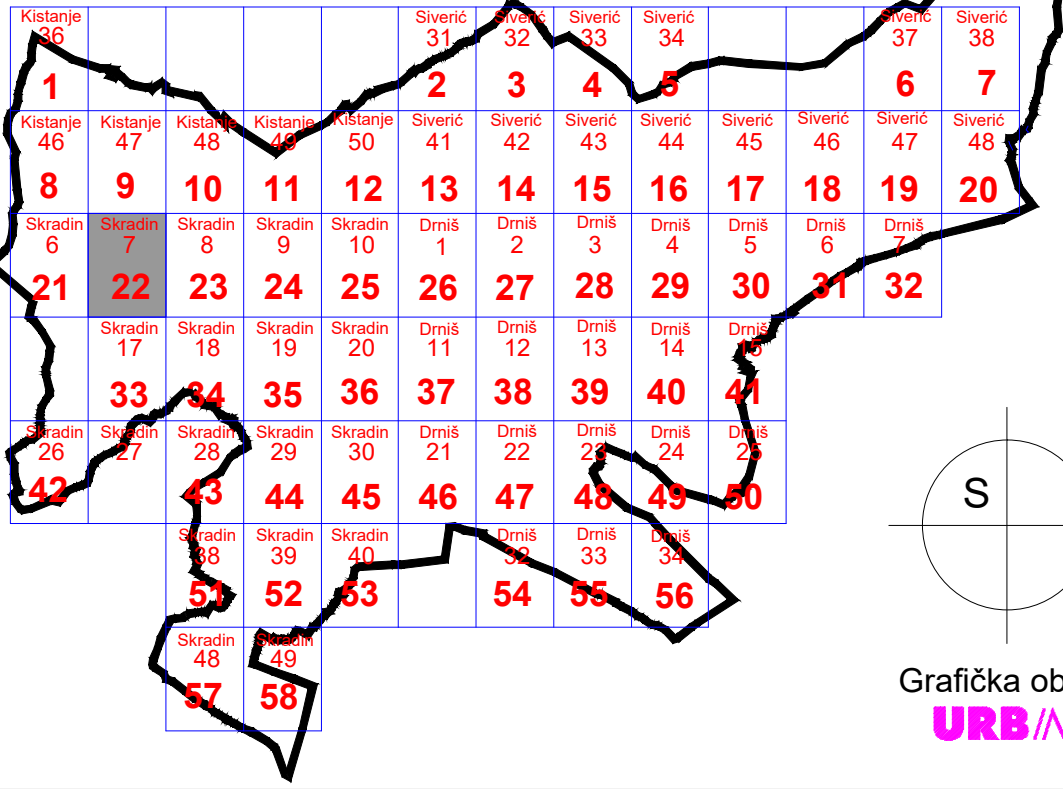 Kistanje Siverić Siverić Siverić Siverić Siverić Siverić
36 31 32 33 34 37 38
1 2 3 4 5 6 7
Kistanje Kistanje Kistanje Kistanje Kistanje Siverić Siverić Siverić Siverić Siverić Siverić Siverić Siverić
46 47 48 49 50 41 42 43 44 45 46 47 48
8 9 10 11 12 13 14 15 16 17 18 19 20
Skradin Skradin Skradin Skradin Skradin Drniš Drniš Drniš Drniš Drniš Drniš Drniš
6 7 8 9 10 1 2 3 4 5 6 7
21 22 23 24 25 26 27 28 29 30 31 32
Skradin Skradin Skradin Skradin Drniš Drniš Drniš Drniš Drniš
17 18 19 20 11 12 13 14 15
33 34 35 36 37 38 39 40 41
Skradin Skradin Skradin Skradin Skradin Drniš Drniš Drniš Drniš Drniš
26 27 28 29 30 21 22 23 24 25
42 43 44 45 46 47 48 49 50
Skradin Skradin Skradin Drniš Drniš Drniš
38 39 40 32 33 34
51 52 53 54 55 56
Skradin Skradin
48 49
57 58
S
Grafička ob
URB